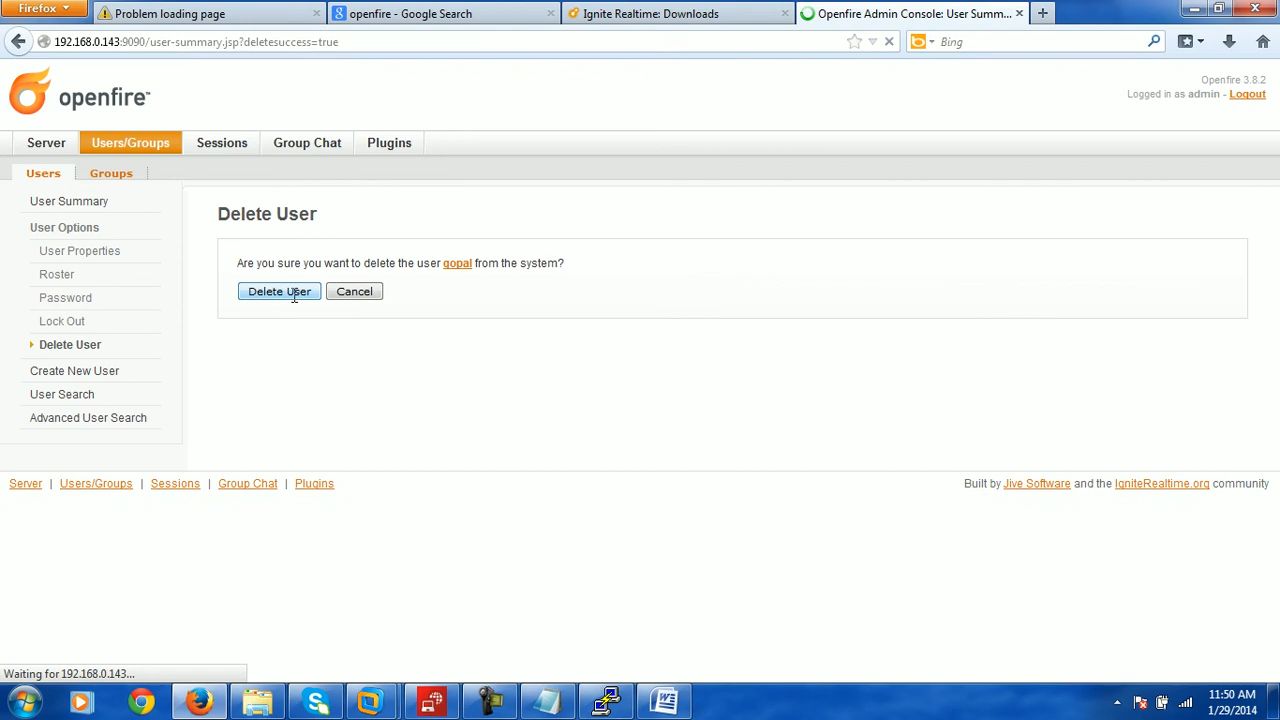 Firefox
Problem loading page
openfire - Google Search
Ignite Realtime: Downloads
Openfire Admin Console: User Summ...
192.168.0.143:9090/user-summary.jsp?deletesuccess=true
Bing
openfire™
Openfire 3.8.2
Logged in as admin - Logout
Server
Users/Groups
Sessions
Group Chat
Plugins
Users
Groups
User Summary
User Options
User Properties
Roster
Password
Lock Out
Delete User
Create New User
User Search
Advanced User Search
Delete User
Are you sure you want to delete the user gopal from the system?
Delete User
Cancel
Server | Users/Groups | Sessions | Group Chat | Plugins
Built by Jive Software and the IgniteRealtime.org community
Waiting for 192.168.0.143...
11:50 AM
1/29/2014